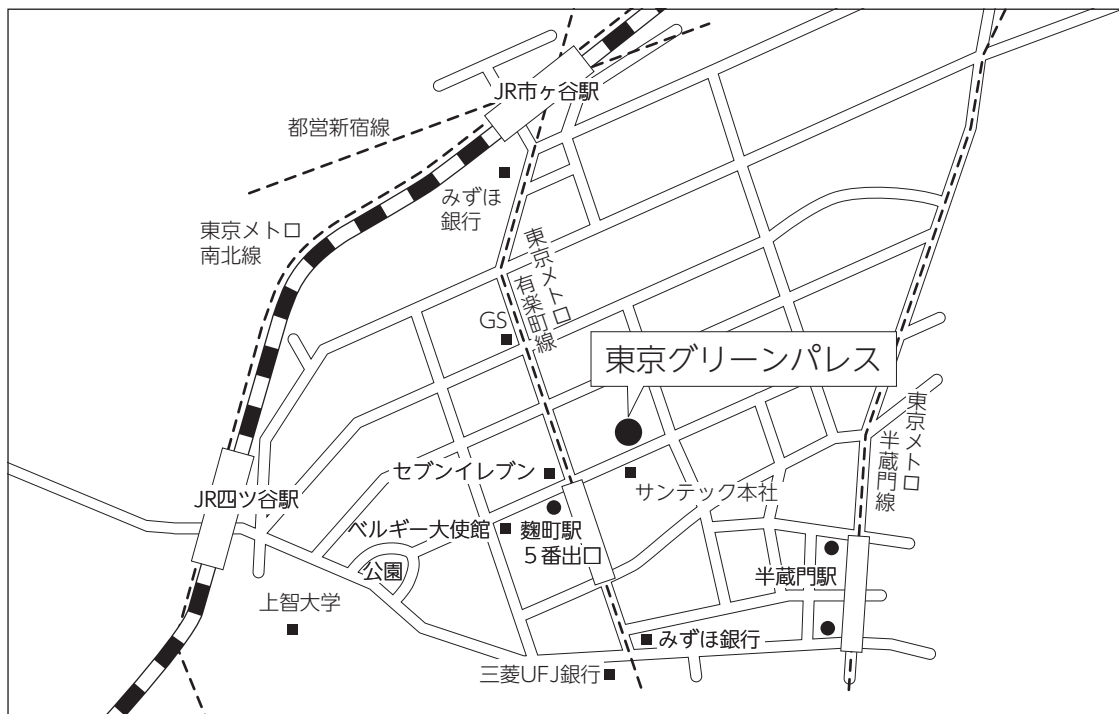 JR市ヶ谷駅
都営新宿線
みずほ
銀行
東京メトロ
南北線
東京メトロ
有楽町線
GS
東京グリーンパレス
東京メトロ
半蔵門線
セブンイレブン
サンテック本社
JR四ツ谷駅
ベルギー大使館
麹町駅
５番出口
公園
半蔵門駅
上智大学
みずほ銀行
三菱UFJ銀行